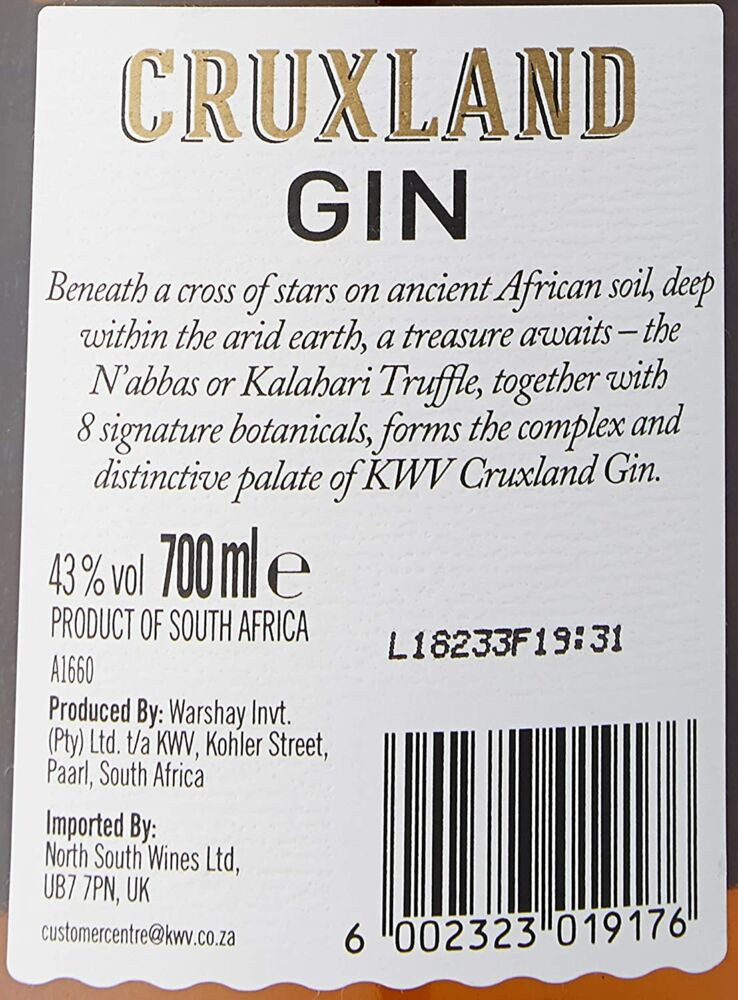 CRUXLAND
GIN
Beneath a cross of stars on ancient African soil, deep
within the arid earth, a treasure awaits – the
N'abbas or Kalahari Truffle, together with
8 signature botanicals, forms the complex and
distinctive palate of KWV Cruxland Gin.
43% vol 700 ml e
PRODUCT OF SOUTH AFRICA
A1660
L18233F19:31
Produced By: Warshay Invt.
(Pty) Ltd. t/a KWV, Kohler Street,
Paarl, South Africa
Imported By:
North South Wines Ltd,
UB7 7PN, UK
customercentre@kwv.co.za
6 002323 019176